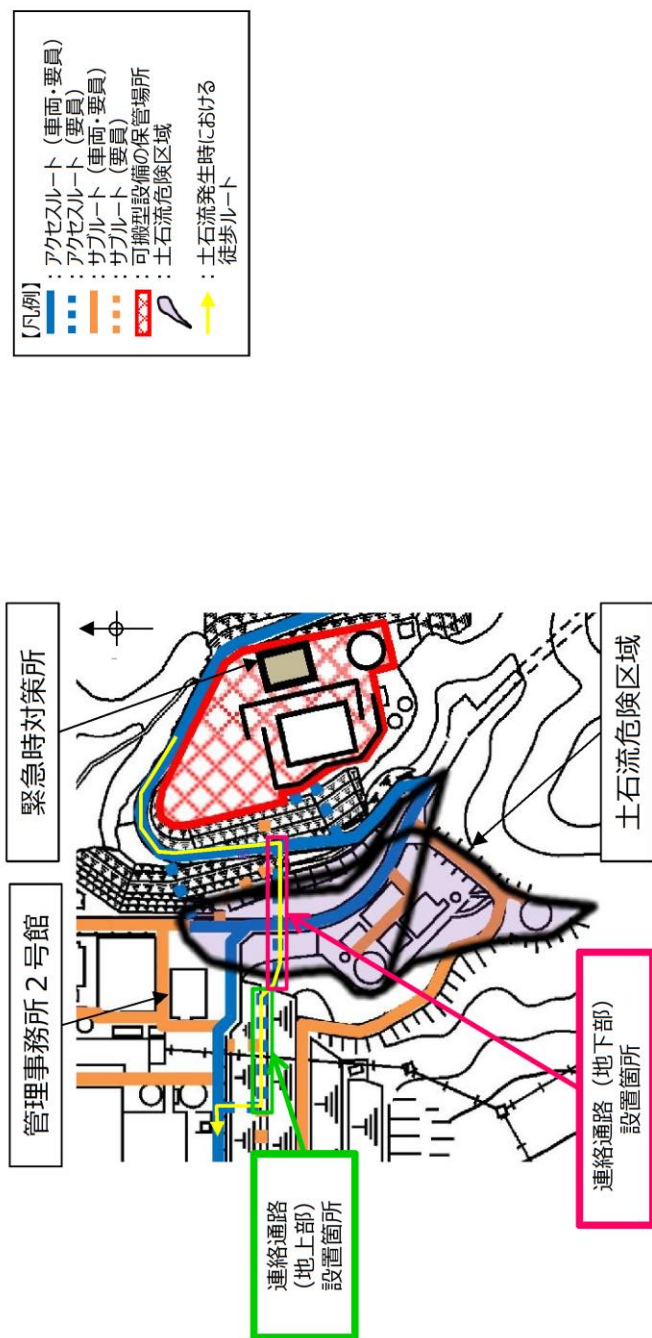 【凡例】
：アクセスルート（車両・要員）
：アクセスルート（要員）
：サブルート（車両・要員）
：サブルート（要員）
：可搬型設備の保管場所
：土石流危険区域
：土石流発生時における
徒歩ルート
管理事務所２号館
緊急時対策所
連絡通路
（地上部）
設置箇所
連絡通路（地下部）
設置箇所
土石流危険区域